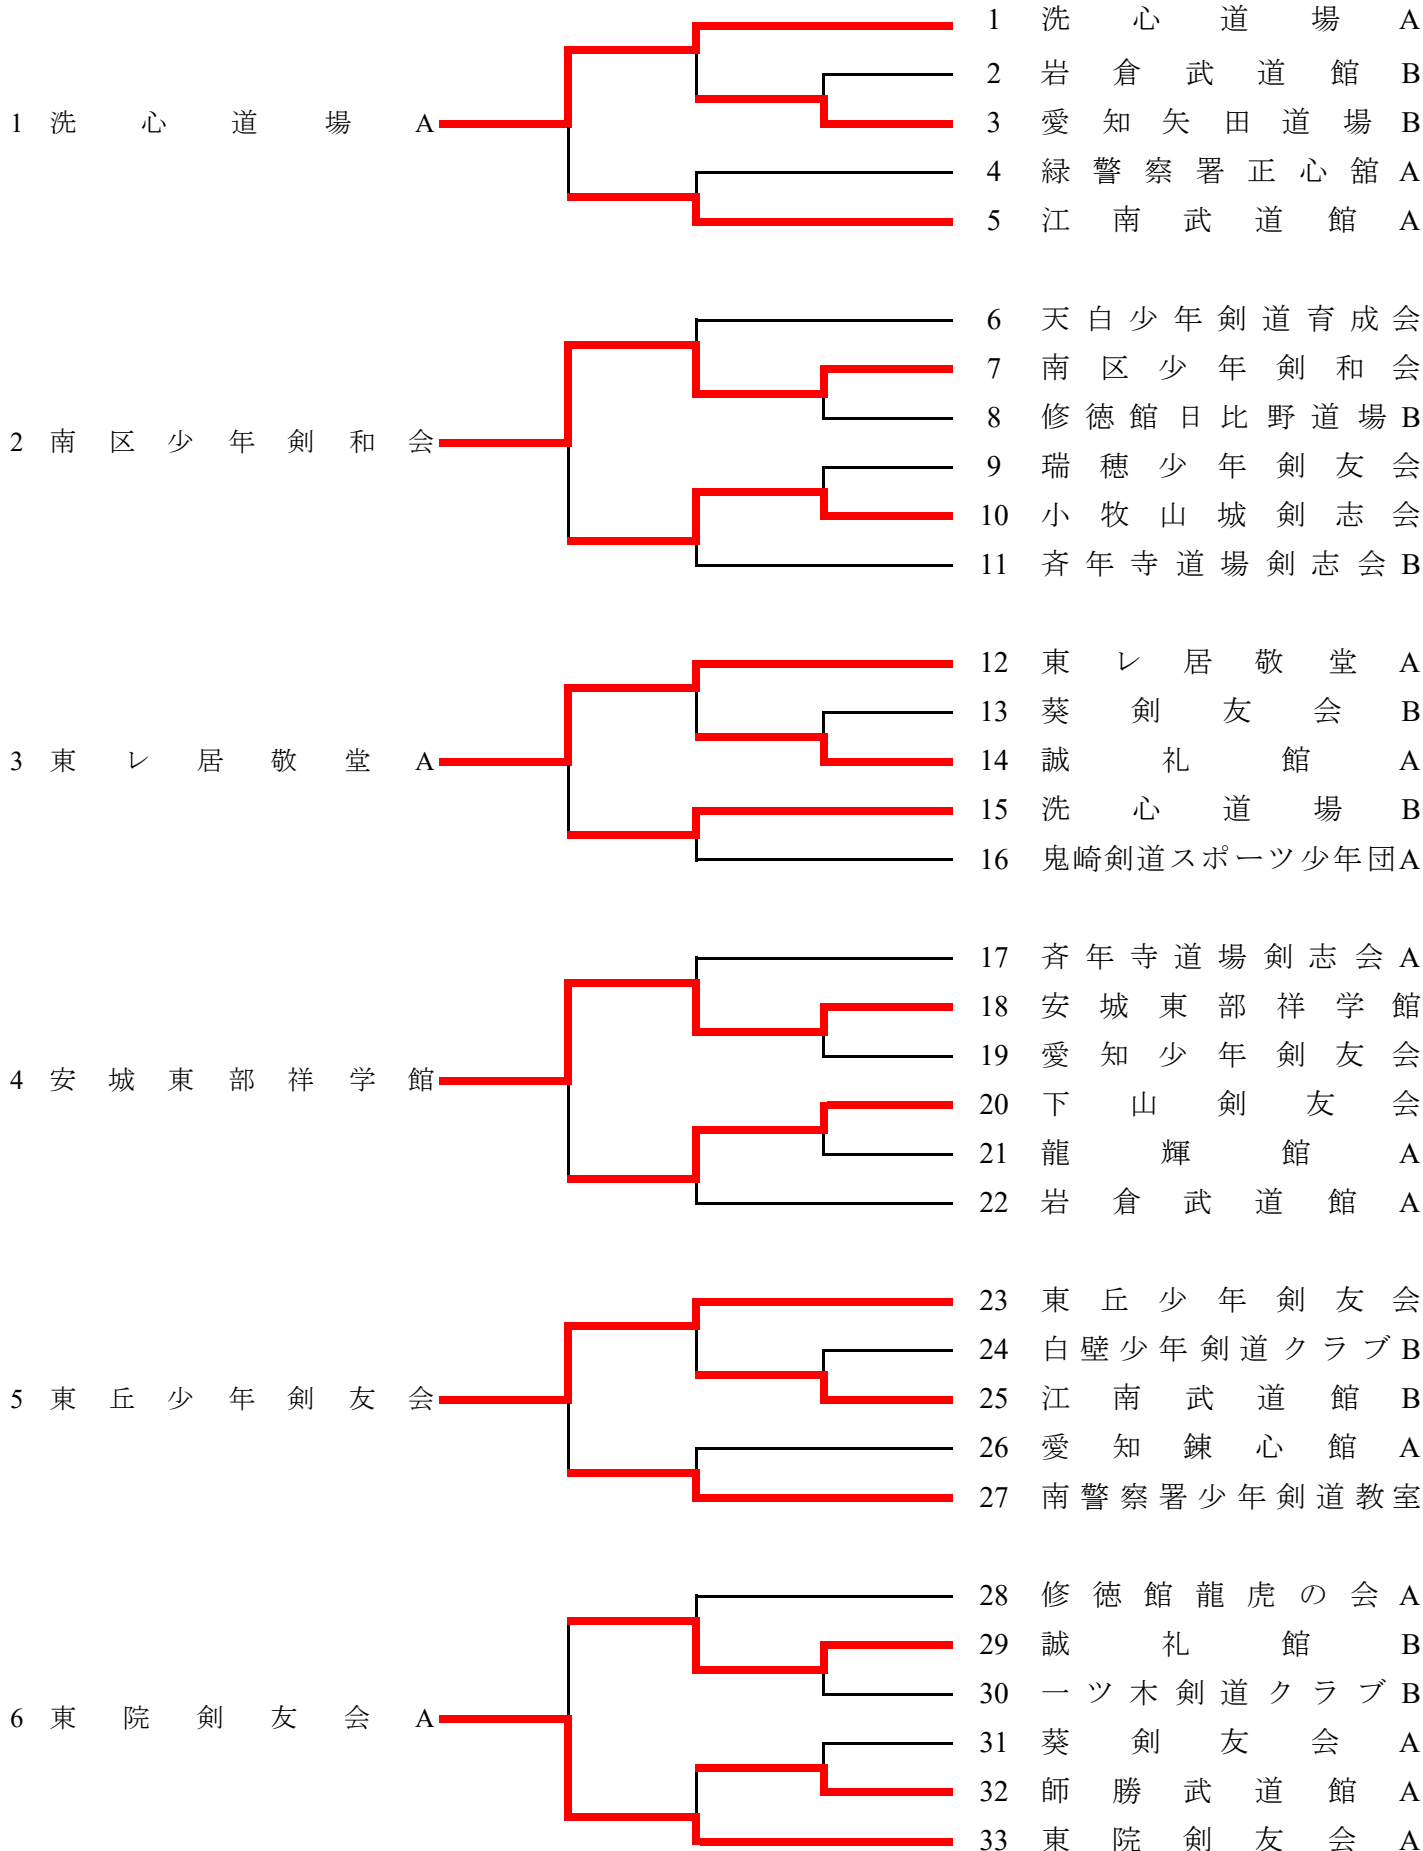 1 洗心道場A
2 岩倉武道館B
1 洗心道場A
3 愛知矢田道場B
4 緑警察署正心舘A
5 江南武道館A
6 天白少年剣道育成会
7 南区少年剣和会
8 修徳館日比野道場B
2 南区少年剣和会
9 瑞穂少年剣友会
10 小牧山城剣志会
11 斉年寺道場剣志会B
12 東レ居敬堂A
13 葵剣友会B
3 東レ居敬堂A
14 誠礼館A
15 洗心道場B
16 鬼崎剣道スポーツ少年団A
17 斉年寺道場剣志会A
18 安城東部祥学館
19 愛知少年剣友会
4 安城東部祥学館
20 下山剣友会
21 龍輝館A
22 岩倉武道館A
23 東丘少年剣友会
24 白壁少年剣道クラブB
5 東丘少年剣友会
25 江南武道館B
26 愛知錬心館A
27 南警察署少年剣道教室
28 修徳館龍虎の会A
29 誠礼館B
30 一ツ木剣道クラブB
6 東院剣友会A
31 葵剣友会A
32 師勝武道館A
33 東院剣友会A